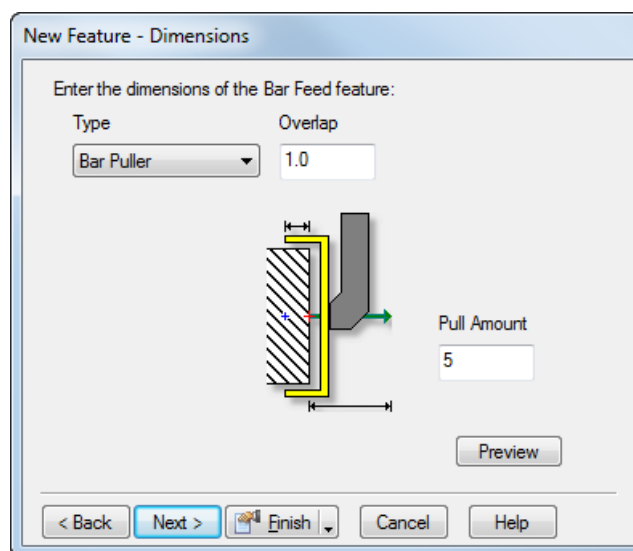 New Feature - Dimensions
Enter the dimensions of the Bar Feed feature:
Type Overlap
Bar Puller 1.0
Pull Amount
5
Preview
< Back Next > Finish Cancel Help